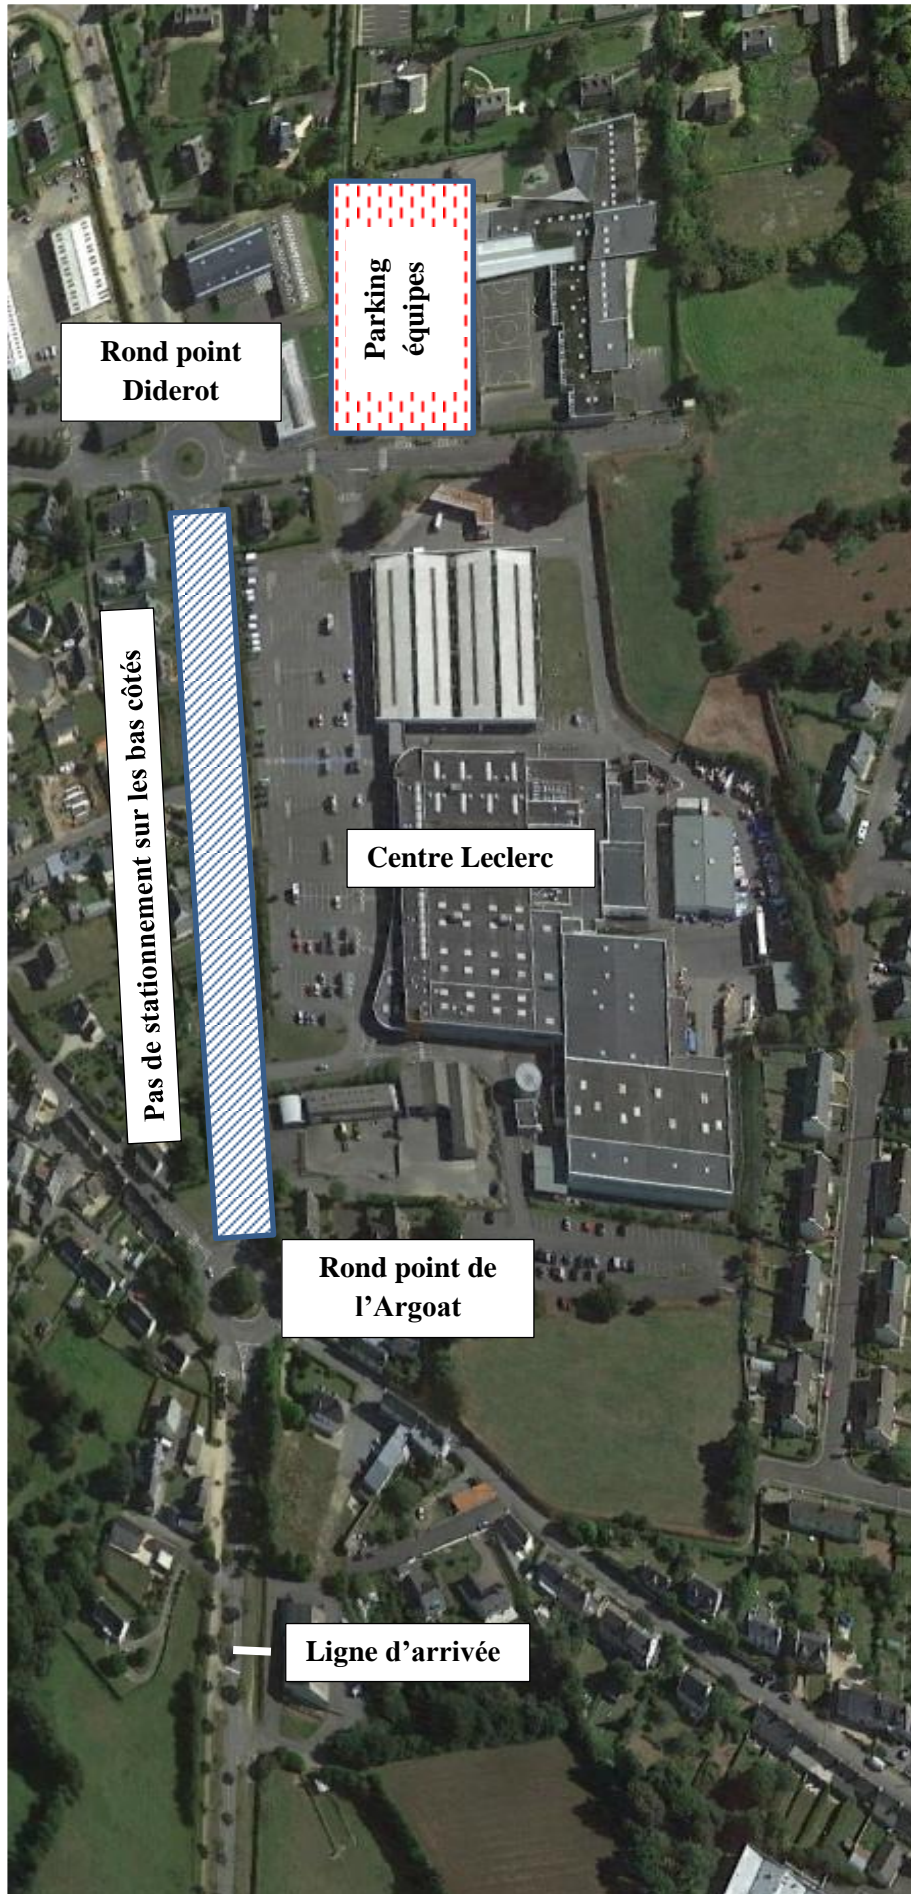 Parking
équipes
Rond point
Diderot
Pas de stationnement sur les bas côtés
Centre Leclerc
Rond point de
l'Argoat
Ligne d'arrivée